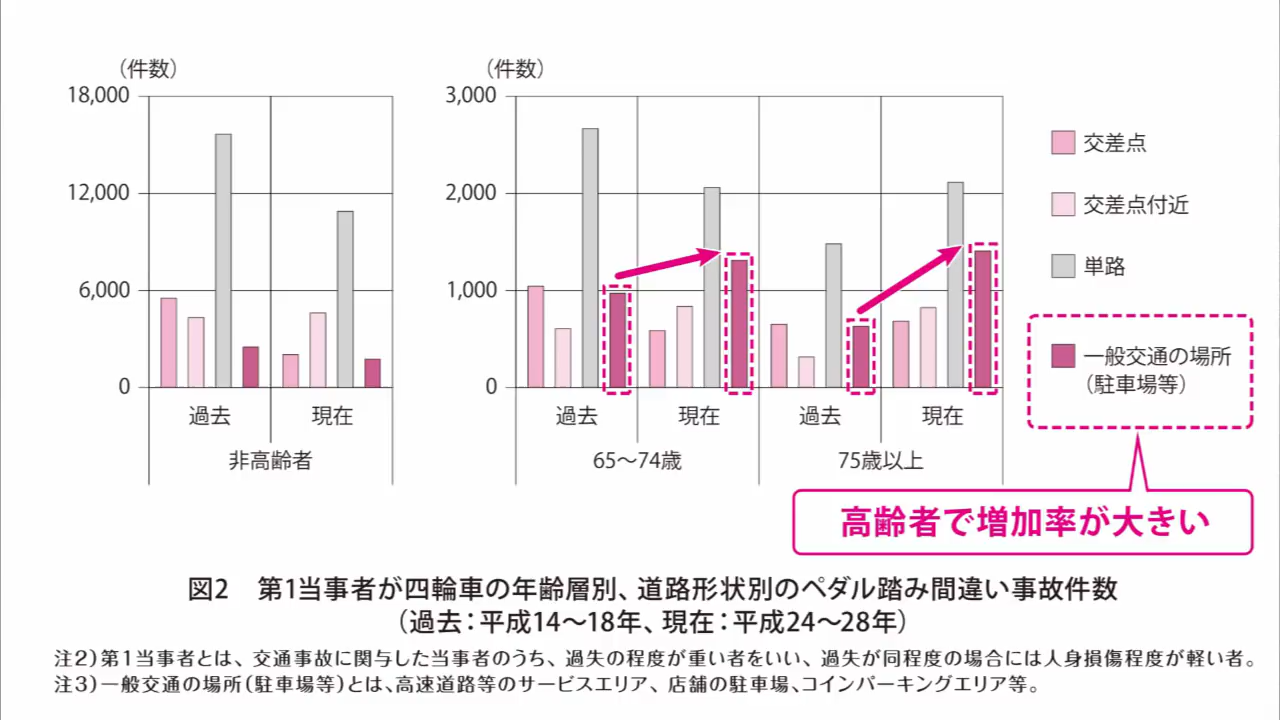 （件数）
18,000
12,000
6,000
0
過去
現在
非高齢者
（件数）
3,000
2,000
1,000
0
過去
現在
過去
現在
65〜74歳
75歳以上
交差点
交差点付近
単路
一般交通の場所
（駐車場等）
高齢者で増加率が大きい
図2　第1当事者が四輪車の年齢層別、道路形状別のペダル踏み間違い事故件数
（過去：平成14〜18年、現在：平成24〜28年）
注2）第1当事者とは、交通事故に関与した当事者のうち、過失の程度が重い者をいい、過失が同程度の場合には人身損傷程度が軽い者。
注3）一般交通の場所（駐車場等）とは、高速道路等のサービスエリア、店舗の駐車場、コインパーキングエリア等。